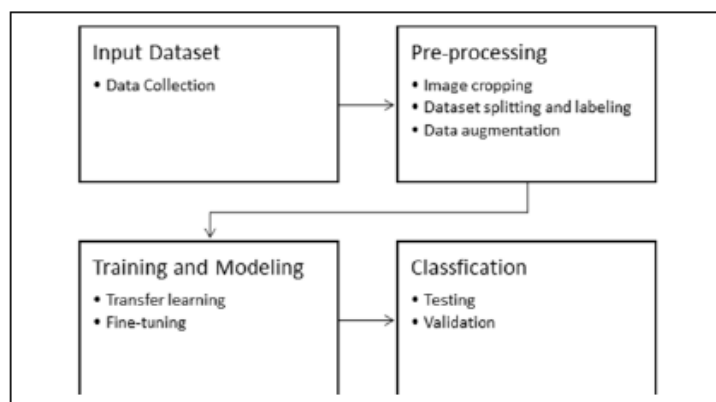 Input Dataset
• Data Collection
Pre-processing
• Image cropping
• Dataset splitting and labeling
• Data augmentation
Training and Modeling
• Transfer learning
• Fine-tuning
Classfication
• Testing
• Validation